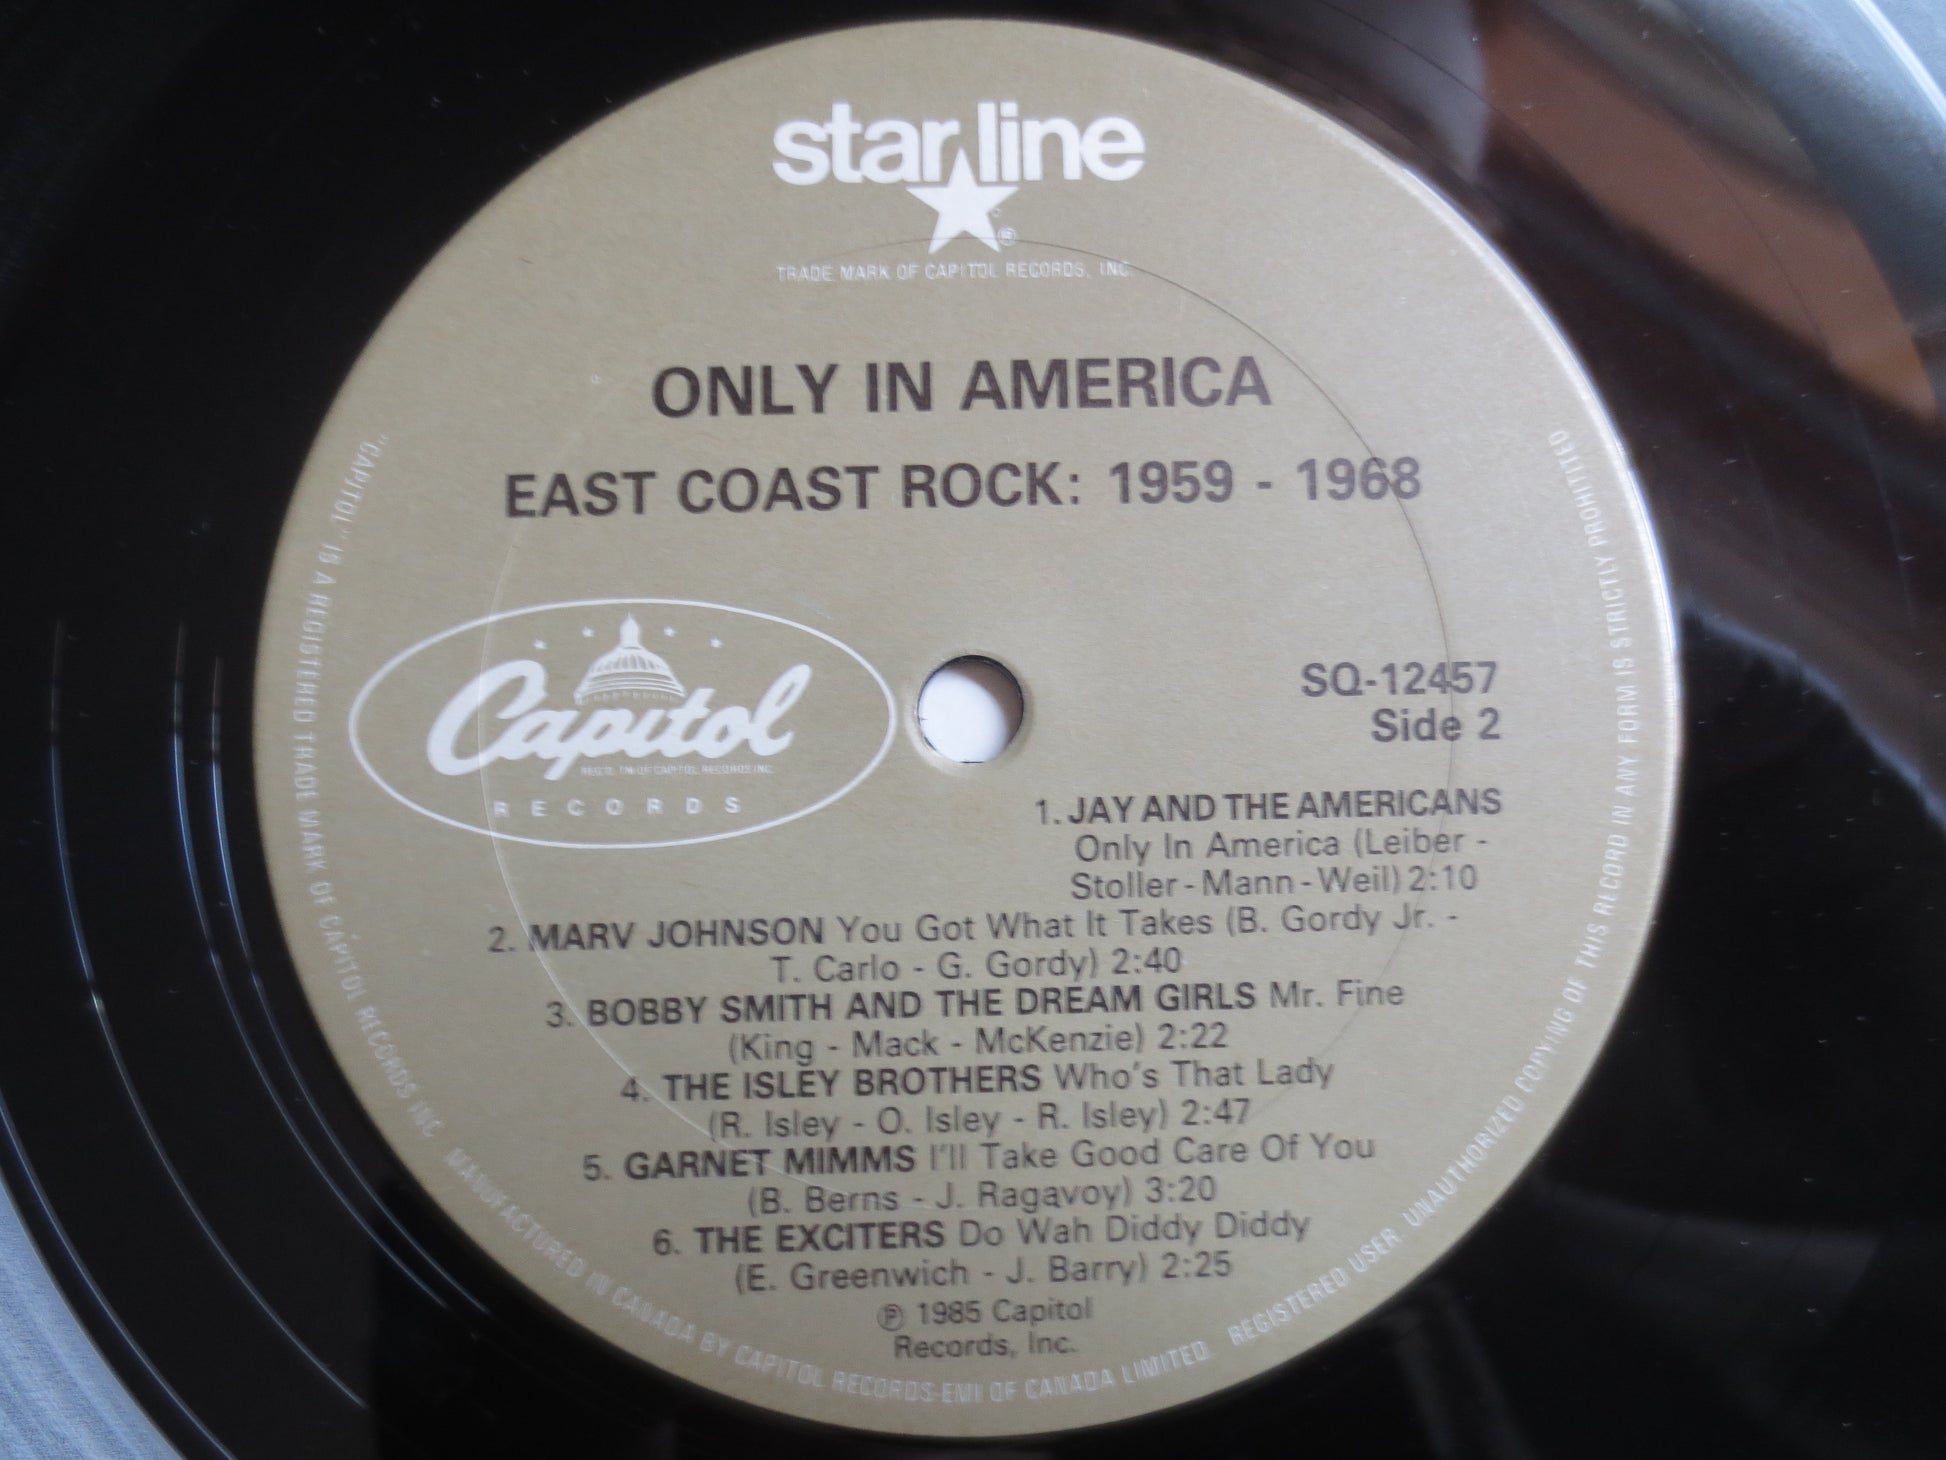 starline
®
TRADE MARK OF CAPITOL RECORDS, INC.
ONLY IN AMERICA
EAST COAST ROCK: 1959 - 1968
Capitol
REG'D. TM OF CAPITOL RECORDS INC.
RECORDS
SQ-12457
Side 2
1. JAY AND THE AMERICANS
Only In America (Leiber -
Stoller - Mann - Weil) 2:10
2. MARV JOHNSON You Got What It Takes (B. Gordy Jr. -
T. Carlo - G. Gordy) 2:40
3. BOBBY SMITH AND THE DREAM GIRLS Mr. Fine
(King - Mack - McKenzie) 2:22
4. THE ISLEY BROTHERS Who's That Lady
(R. Isley - O. Isley - R. Isley) 2:47
5. GARNET MIMMS I'll Take Good Care Of You
(B. Berns - J. Ragavoy) 3:20
6. THE EXCITERS Do Wah Diddy Diddy
(E. Greenwich - J. Barry) 2:25
℗ 1985 Capitol
Records, Inc.
"CAPITOL" IS A REGISTERED TRADE MARK OF CAPITOL RECORDS INC. MANUFACTURED IN CANADA BY CAPITOL RECORDS-EMI OF CANADA LIMITED REGISTERED USER UNAUTHORIZED COPYING OF THIS RECORD IN ANY FORM IS STRICTLY PROHIBITED